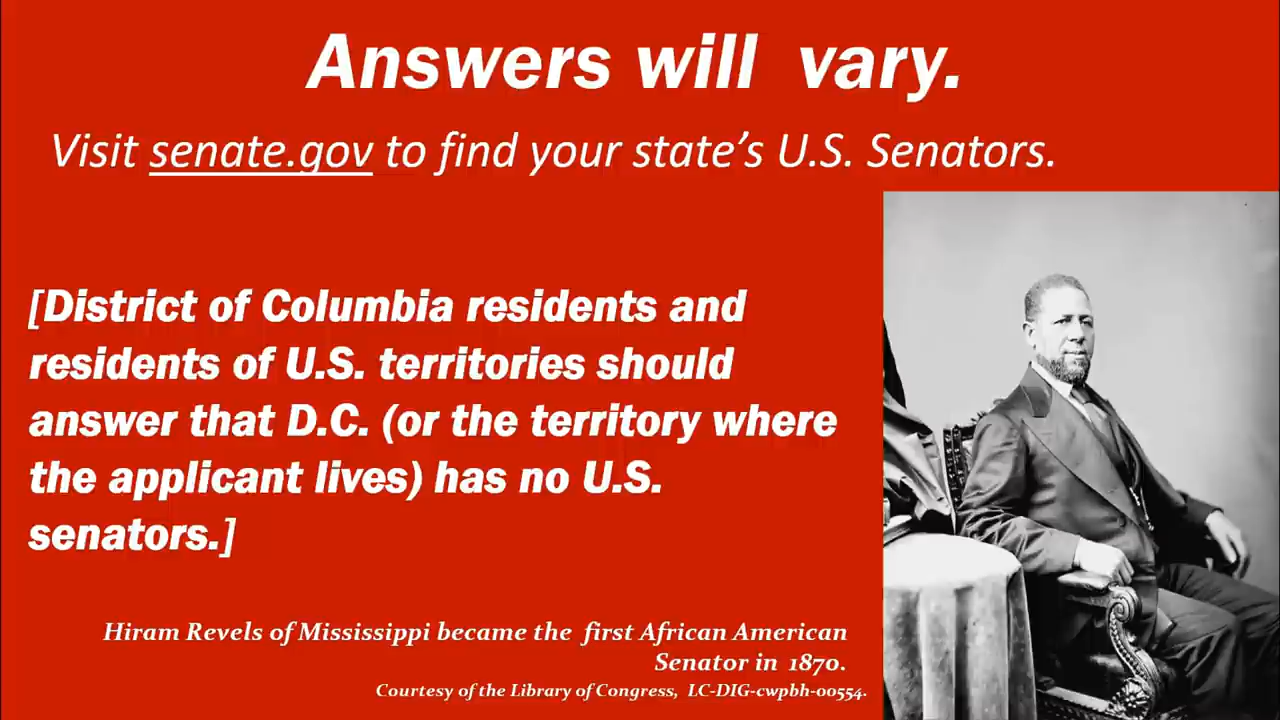 Answers will vary.
Visit senate.gov to find your state's U.S. Senators.
[District of Columbia residents and
residents of U.S. territories should
answer that D.C. (or the territory where
the applicant lives) has no U.S.
senators.]
Hiram Revels of Mississippi became the first African American
Senator in 1870.
Courtesy of the Library of Congress, LC-DIG-cwpbh-00554.